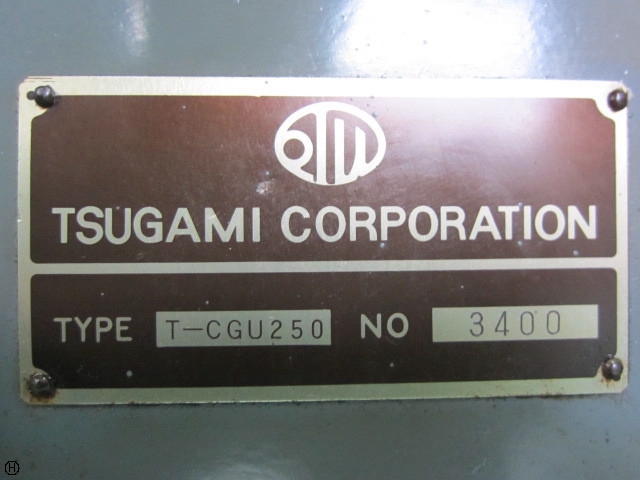 TSUGAMI CORPORATION
TYPE T-CGU250 NO 3400
H